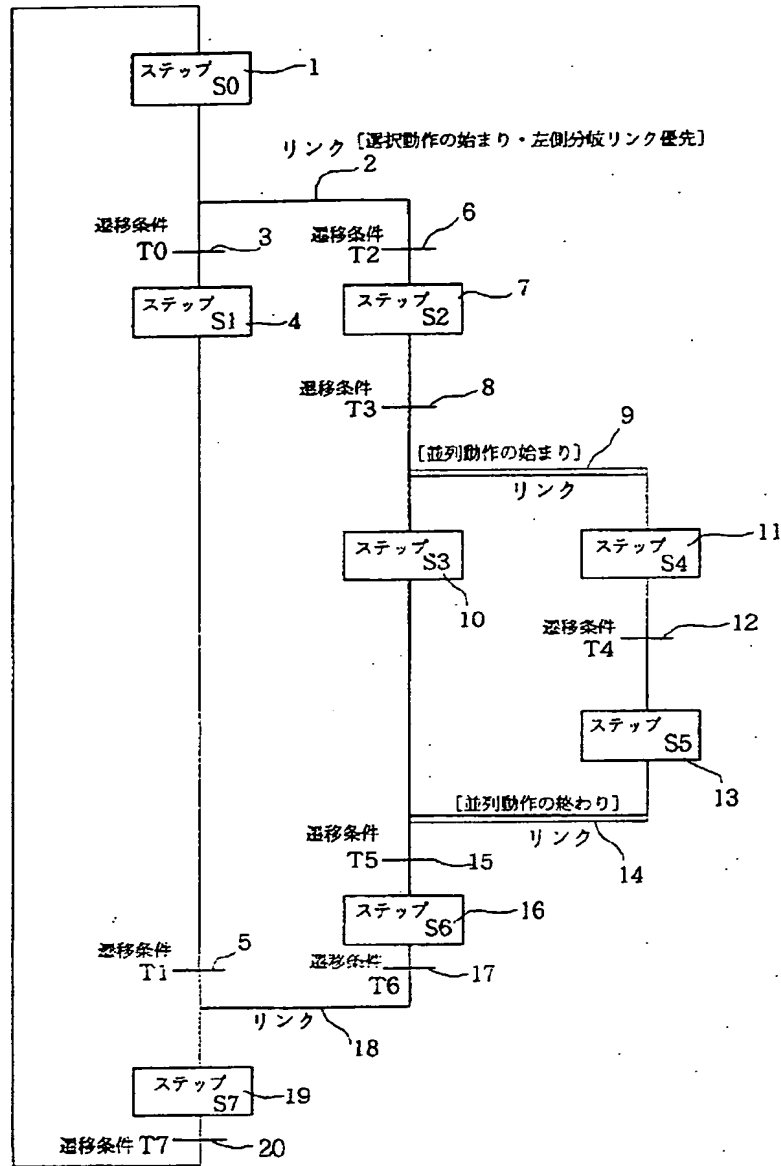 ステップ
S0
1
リンク [選択動作の始まり・左側分岐リンク優先]
2
遷移条件
T0
3
遷移条件
T2
6
ステップ
S1
4
ステップ
S2
7
遷移条件
T3
8
[並列動作の始まり]
9
リンク
ステップ
S3
10
ステップ
S4
11
遷移条件
T4
12
ステップ
S5
13
[並列動作の終わり]
リンク
14
遷移条件
T5
15
ステップ
S6
16
遷移条件
T1
5
遷移条件
T6
17
リンク
18
ステップ
S7
19
遷移条件 T7
20